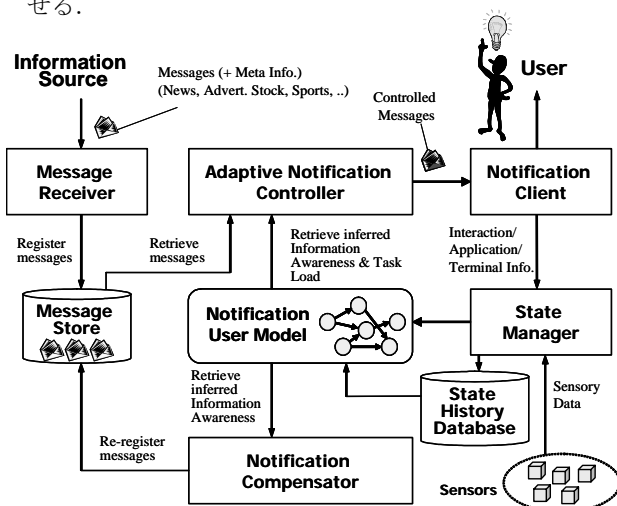 せる.
Information
Source
Messages (+ Meta Info.)
(News, Advert. Stock, Sports, ..)
Controlled
Messages
User
Message
Receiver
Adaptive Notification
Controller
Notification
Client
Register
messages
Retrieve
messages
Retrieve inferred
Information
Awareness & Task
Load
Interaction/
Application/
Terminal Info.
Message
Store
Notification
User Model
State
Manager
Retrieve
inferred
Information
Awareness
State
History
Database
Sensory
Data
Re-register
messages
Notification
Compensator
Sensors